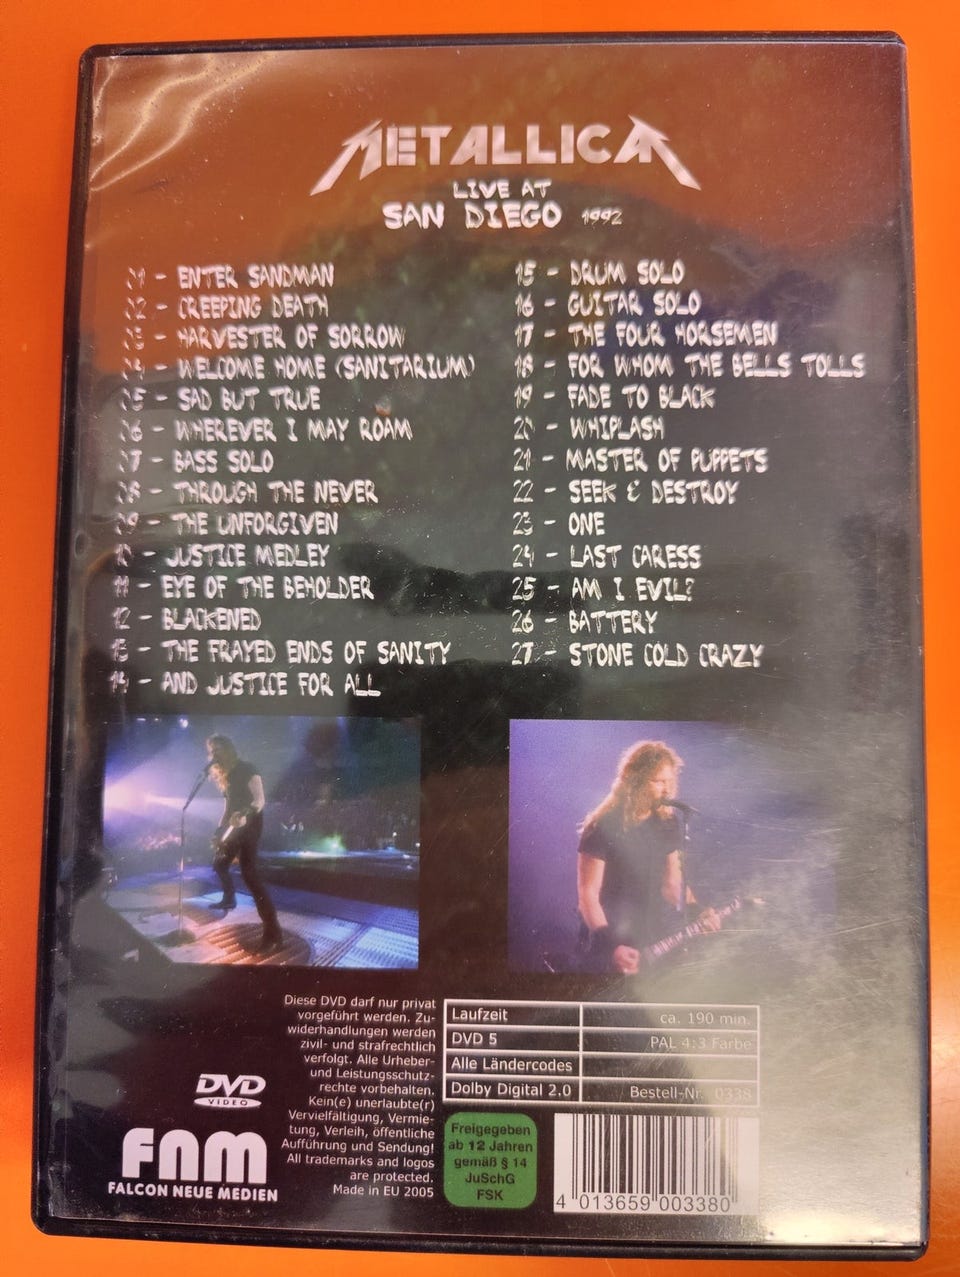 METALLICA
LIVE AT
SAN DIEGO 1992
01 - ENTER SANDMAN
02 - CREEPING DEATH
03 - HARVESTER OF SORROW
04 - WELCOME HOME (SANITARIUM)
05 - SAD BUT TRUE
06 - WHEREVER I MAY ROAM
07 - BASS SOLO
08 - THROUGH THE NEVER
09 - THE UNFORGIVEN
10 - JUSTICE MEDLEY
11 - EYE OF THE BEHOLDER
12 - BLACKENED
13 - THE FRAYED ENDS OF SANITY
14 - AND JUSTICE FOR ALL
15 - DRUM SOLO
16 - GUITAR SOLO
17 - THE FOUR HORSEMEN
18 - FOR WHOM THE BELLS TOLLS
19 - FADE TO BLACK
20 - WHIPLASH
21 - MASTER OF PUPPETS
22 - SEEK & DESTROY
23 - ONE
24 - LAST CARESS
25 - AM I EVIL?
26 - BATTERY
27 - STONE COLD CRAZY
DVD
VIDEO
fnm
FALCON NEUE MEDIEN
Diese DVD darf nur privat
vorgeführt werden. Zu-
widerhandlungen werden
zivil- und strafrechtlich
verfolgt. Alle Urheber-
und Leistungsschutz-
rechte vorbehalten.
Kein(e) unerlaubte(r)
Vervielfältigung, Vermie-
tung, Verleih, öffentliche
Aufführung und Sendung!
All trademarks and logos
are protected.
Made in EU 2005
Laufzeit ca. 190 min.
DVD 5 PAL 4:3 Farbe
Alle Ländercodes
Dolby Digital 2.0 Bestell-Nr. 0338
Freigegeben
ab 12 Jahren
gemäß § 14
JuSchG
FSK
4 013659 003380